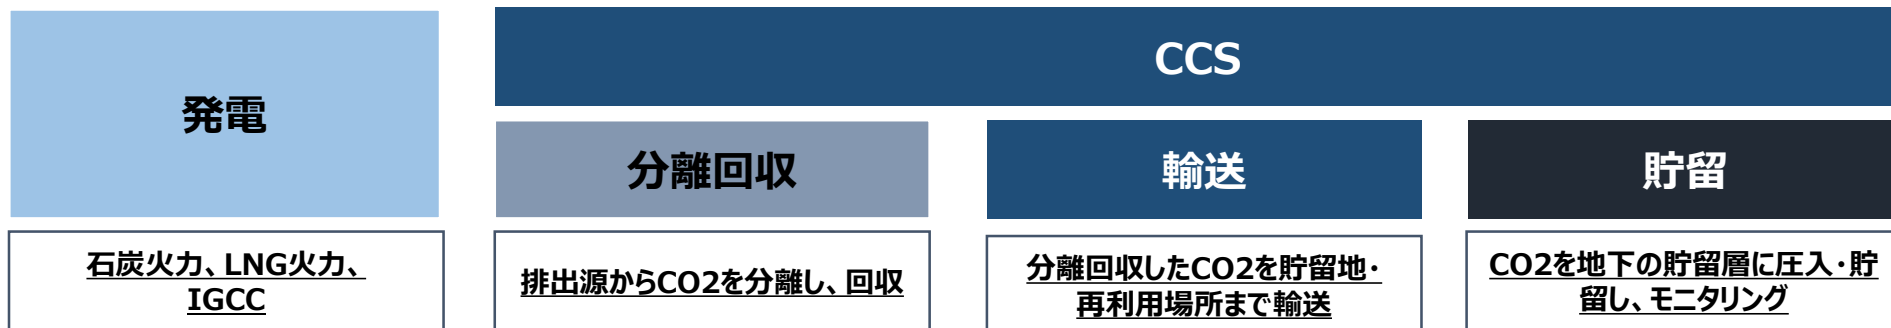 発電
CCS
分離回収
輸送
貯留
石炭火力、LNG火力、
IGCC
排出源からCO2を分離し、回収
分離回収したCO2を貯留地・
再利用場所まで輸送
CO2を地下の貯留層に圧入・貯
留し、モニタリング